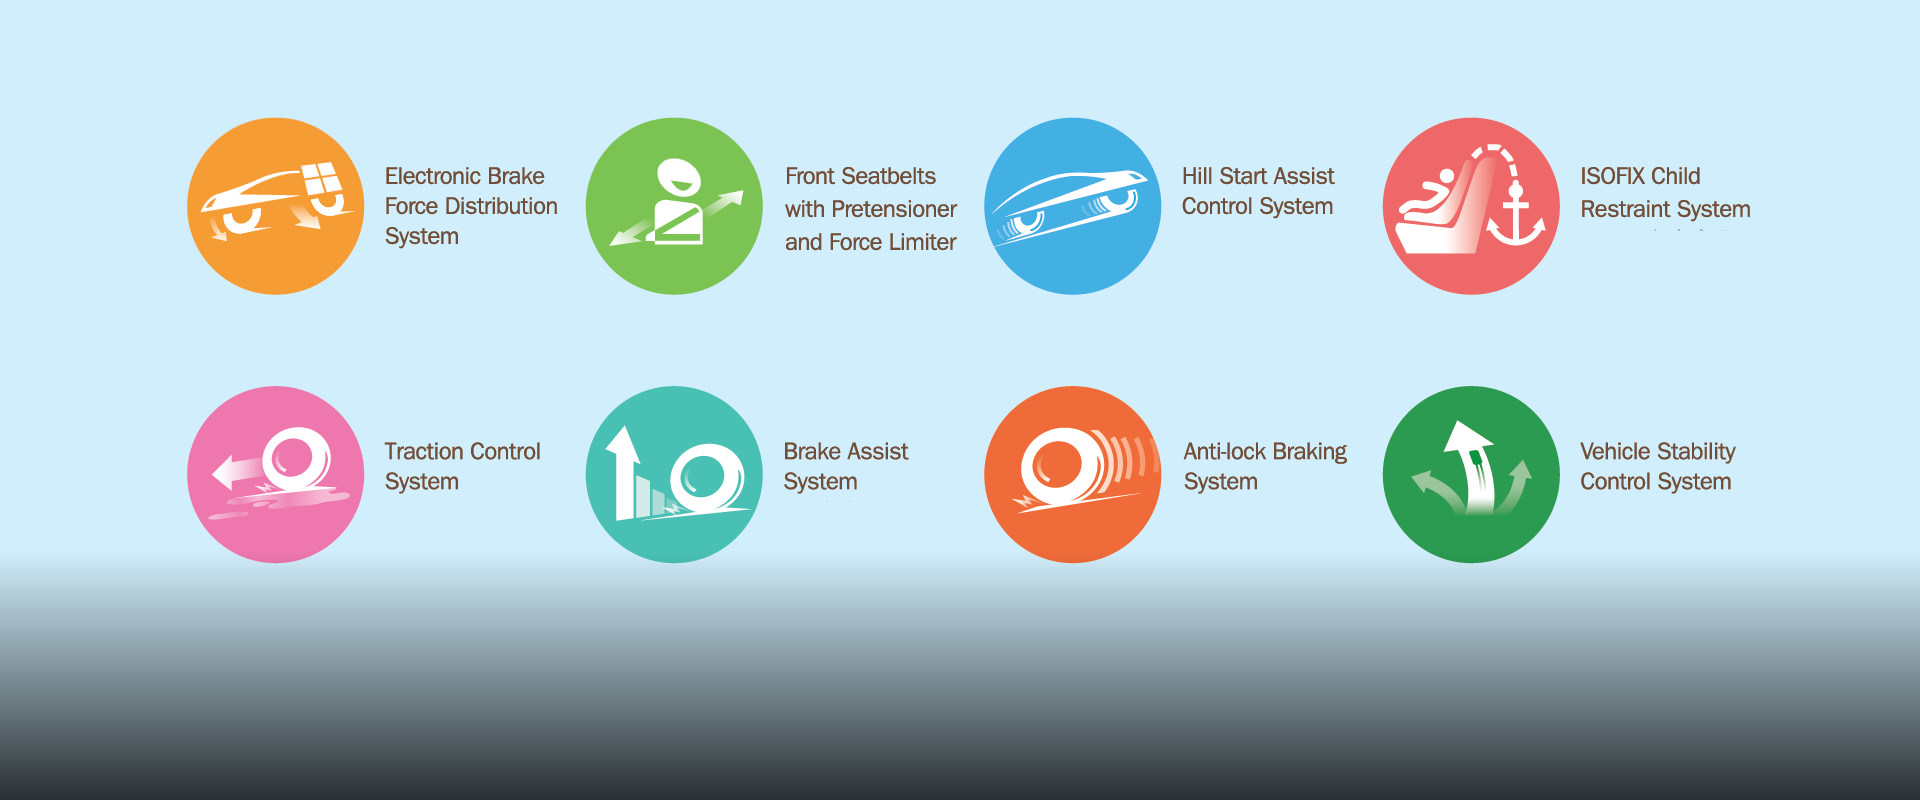 Electronic Brake
Force Distribution
System
Front Seatbelts
with Pretensioner
and Force Limiter
Hill Start Assist
Control System
ISOFIX Child
Restraint System
Traction Control
System
Brake Assist
System
Anti-lock Braking
System
Vehicle Stability
Control System